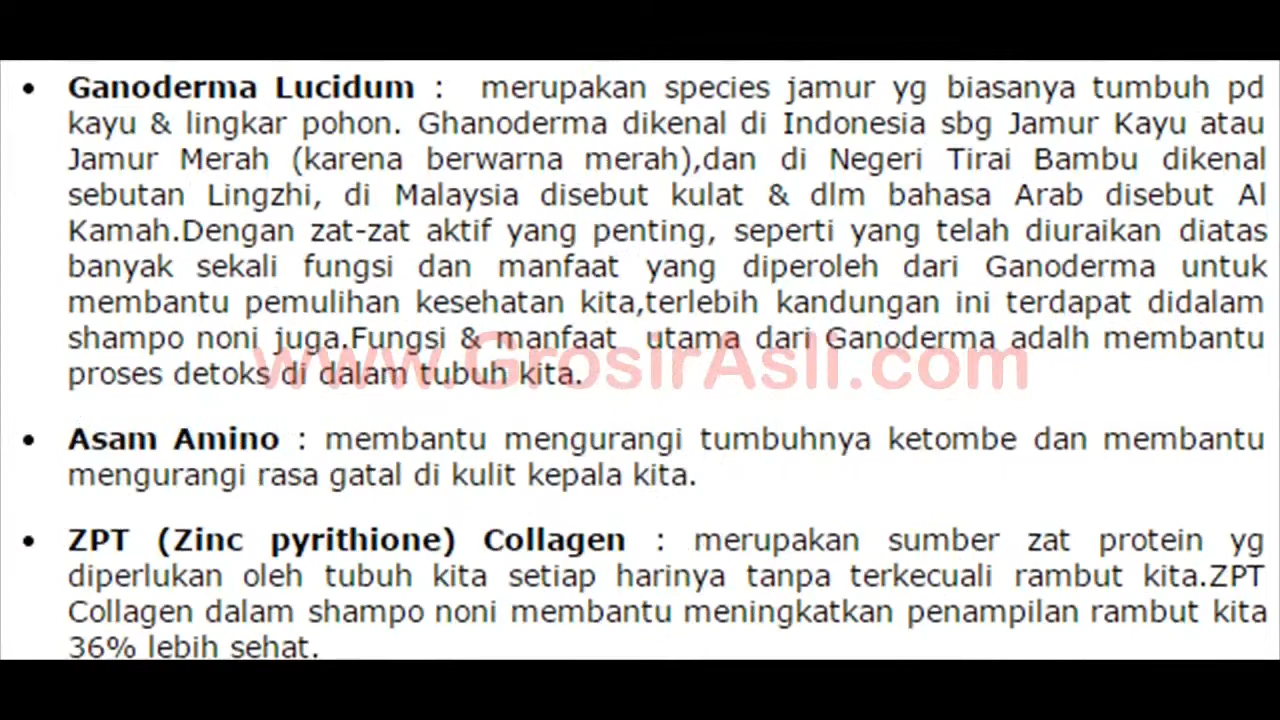 • Ganoderma Lucidum :  merupakan species jamur yg biasanya tumbuh pd
kayu & lingkar pohon. Ghanoderma dikenal di Indonesia sbg Jamur Kayu atau
Jamur Merah (karena berwarna merah),dan di Negeri Tirai Bambu dikenal
sebutan Lingzhi, di Malaysia disebut kulat & dlm bahasa Arab disebut Al
Kamah.Dengan zat-zat aktif yang penting, seperti yang telah diuraikan diatas
banyak sekali fungsi dan manfaat yang diperoleh dari Ganoderma untuk
membantu pemulihan kesehatan kita,terlebih kandungan ini terdapat didalam
shampo noni juga.Fungsi & manfaat  utama dari Ganoderma adalh membantu
www.GrosirAsli.com
proses detoks di dalam tubuh kita.
• Asam Amino : membantu mengurangi tumbuhnya ketombe dan membantu
mengurangi rasa gatal di kulit kepala kita.
• ZPT (Zinc pyrithione) Collagen : merupakan sumber zat protein yg
diperlukan oleh tubuh kita setiap harinya tanpa terkecuali rambut kita.ZPT
Collagen dalam shampo noni membantu meningkatkan penampilan rambut kita
36% lebih sehat.